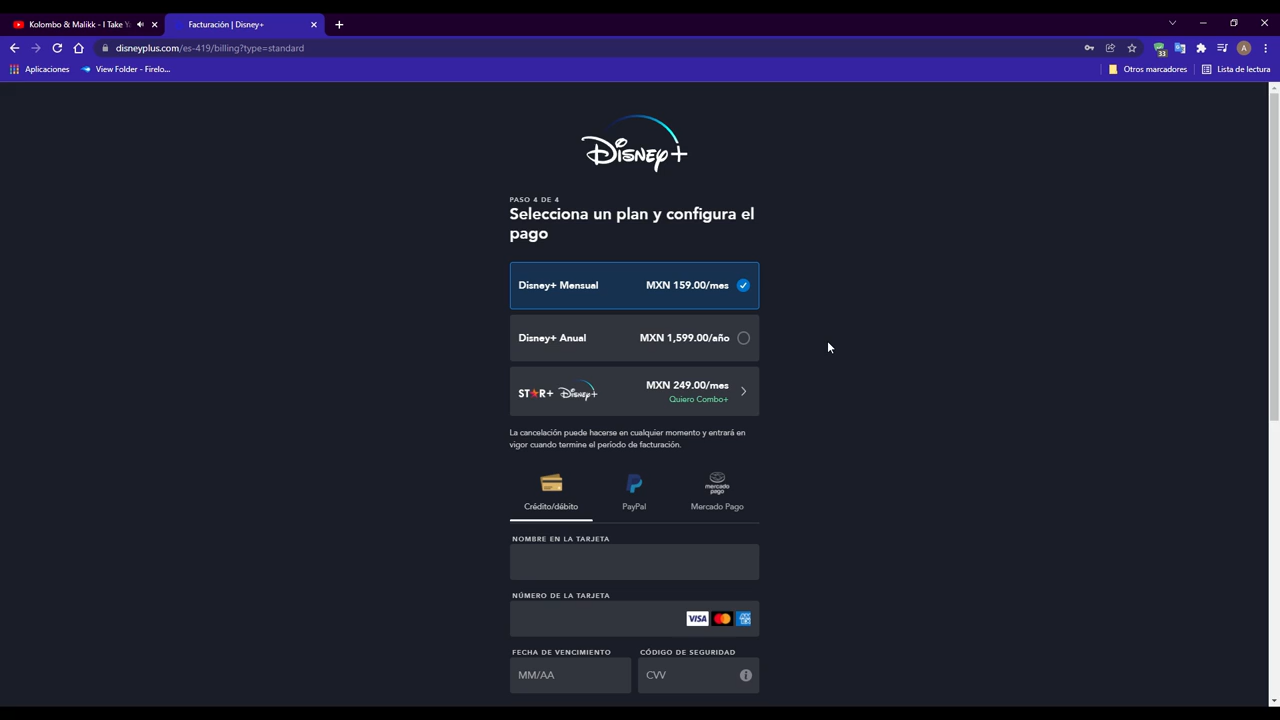 Kolombo & Malikk - I Take Y
Facturación | Disney+
disneyplus.com/es-419/billing?type=standard
33
A
Aplicaciones
View Folder - Firelo...
Otros marcadores
Lista de lectura
Disney+
PASO 4 DE 4
Selecciona un plan y configura el
pago
Disney+ Mensual MXN 159.00/mes
Disney+ Anual MXN 1,599.00/año
STAR+ Disney+ MXN 249.00/mes
Quiero Combo+
La cancelación puede hacerse en cualquier momento y entrará en
vigor cuando termine el período de facturación.
mercado
pago
Crédito/débito PayPal Mercado Pago
NOMBRE EN LA TARJETA
NÚMERO DE LA TARJETA
VISA
FECHA DE VENCIMIENTO CÓDIGO DE SEGURIDAD
MM/AA CVV